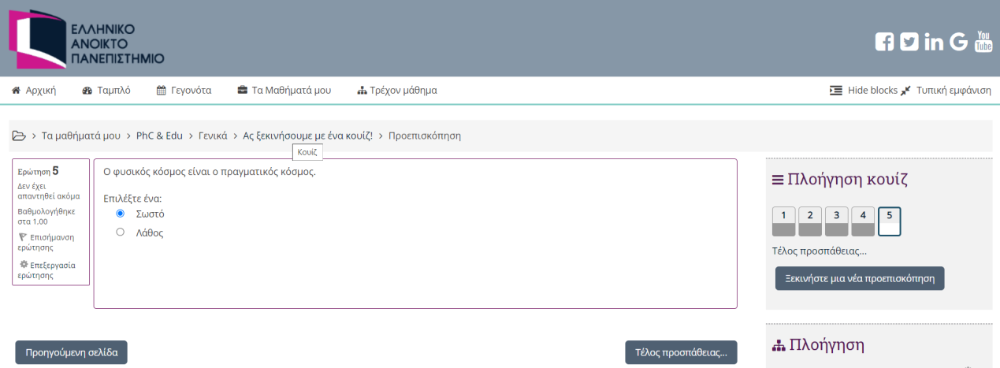 ΕΛΛΗΝΙΚΟ
ΑΝΟΙΚΤΟ
ΠΑΝΕΠΙΣΤΗΜΙΟ
You
Tube
Αρχική Ταμπλό Γεγονότα Τα Μαθήματά μου Τρέχον μάθημα Hide blocks Τυπική εμφάνιση
Τα μαθήματά μου > PhC & Edu > Γενικά > Ας ξεκινήσουμε με ένα κουίζ! > Προεπισκόπηση
Κουίζ
Ερώτηση 5
Δεν έχει
απαντηθεί ακόμα
Βαθμολογήθηκε
στα 1,00
Επισήμανση
ερώτησης
Επεξεργασία
ερώτησης
Ο φυσικός κόσμος είναι ο πραγματικός κόσμος.
Επιλέξτε ένα:
Σωστό
Λάθος
Προηγούμενη σελίδα
Τέλος προσπάθειας...
Πλοήγηση κουίζ
1 2 3 4 5
Τέλος προσπάθειας...
Ξεκινήστε μια νέα προεπισκόπηση
Πλοήγηση